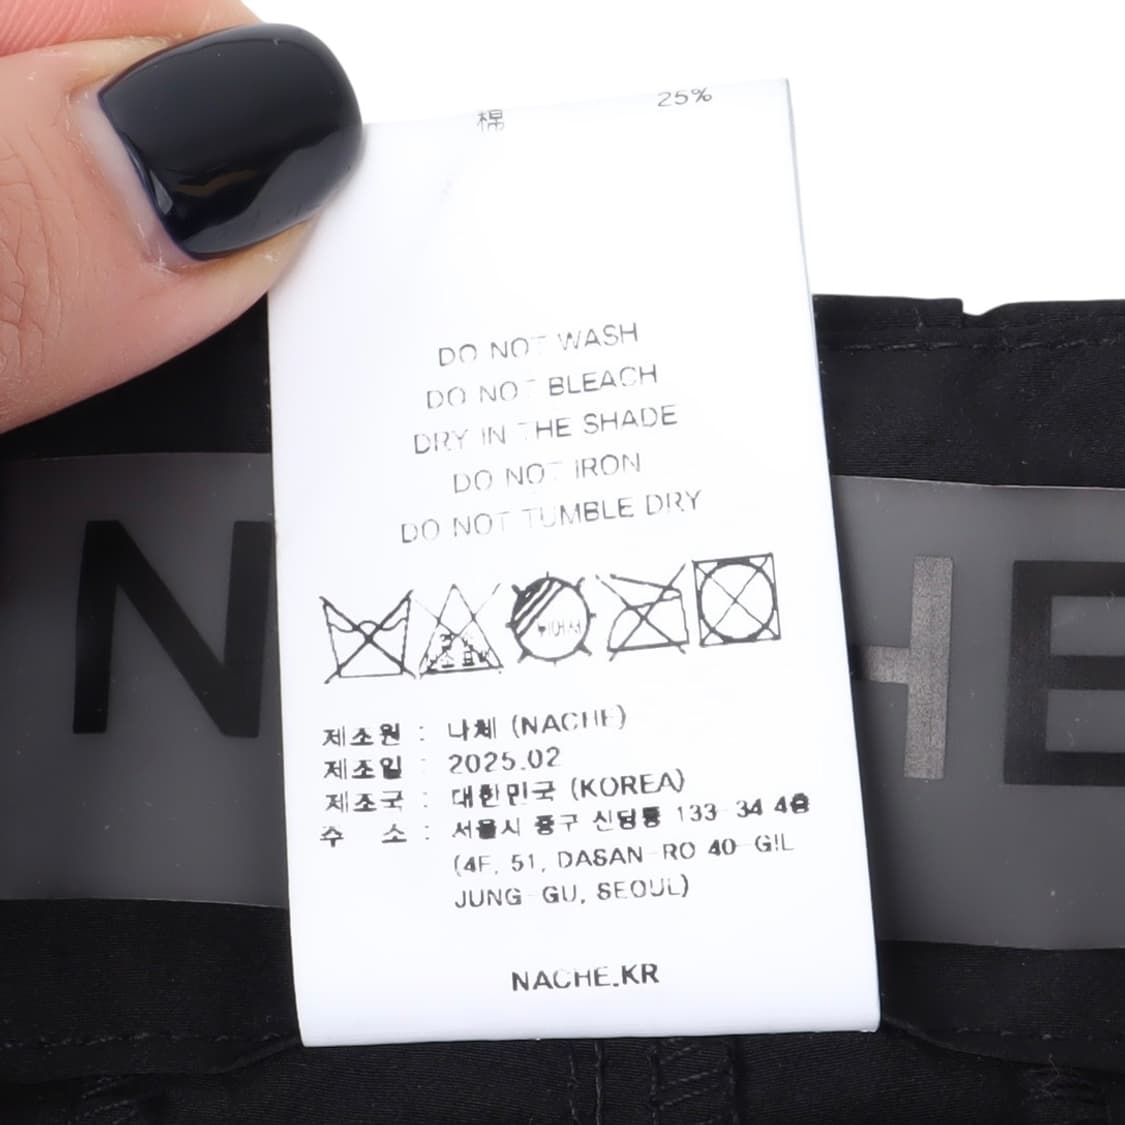 棉 25%
DO NOT WASH
DO NOT BLEACH
DRY IN THE SHADE
DO NOT IRON
DO NOT TUMBLE DRY
제조원 : 나체 (NACHE)
제조일 : 2025.02
제조국 : 대한민국 (KOREA)
주 소 : 서울시 중구 신당동 133-34 4층
(4F, 51, DASAN-RO 40-GIL
JUNG-GU, SEOUL)
NACHE.KR
N HE